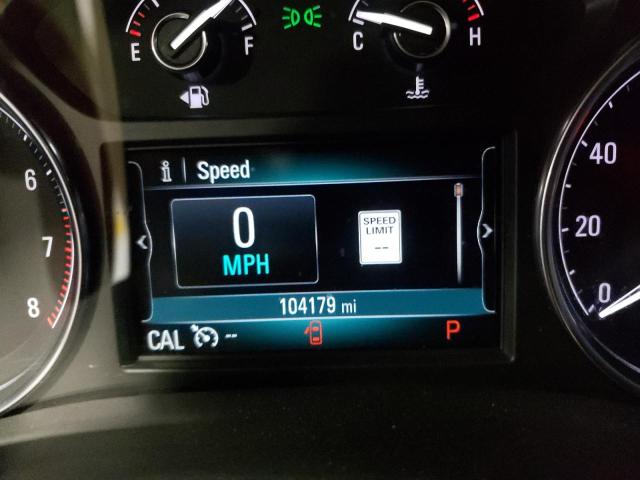 E F
C H
i | Speed
0
MPH
SPEED
LIMIT
--
104179 mi
CAL --
P
6
7
8
40
20
0